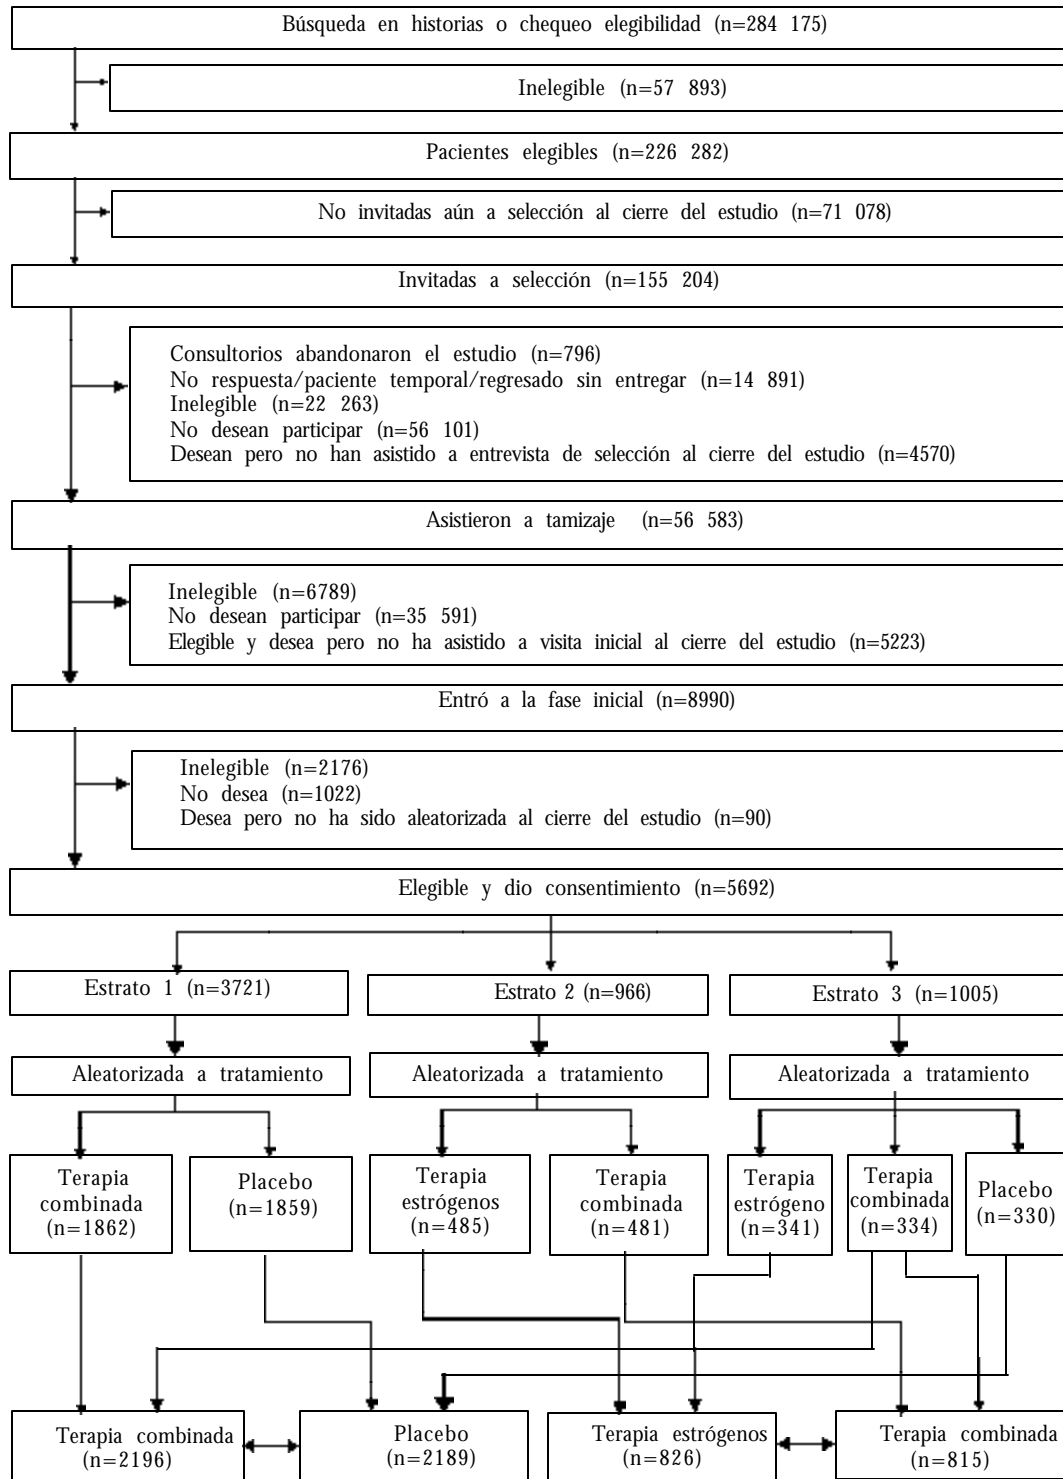 Búsqueda en historias o chequeo elegibilidad (n=284 175)
Inelegible (n=57 893)
Pacientes elegibles (n=226 282)
No invitadas aún a selección al cierre del estudio (n=71 078)
Invitadas a selección (n=155 204)
Consultorios abandonaron el estudio (n=796)
No respuesta/paciente temporal/regresado sin entregar (n=14 891)
Inelegible (n=22 263)
No desean participar (n=56 101)
Desean pero no han asistido a entrevista de selección al cierre del estudio (n=4570)
Asistieron a tamizaje (n=56 583)
Inelegible (n=6789)
No desean participar (n=35 591)
Elegible y desea pero no ha asistido a visita inicial al cierre del estudio (n=5223)
Entró a la fase inicial (n=8990)
Inelegible (n=2176)
No desea (n=1022)
Desea pero no ha sido aleatorizada al cierre del estudio (n=90)
Elegible y dio consentimiento (n=5692)
Estrato 1 (n=3721)
Estrato 2 (n=966)
Estrato 3 (n=1005)
Aleatorizada a tratamiento
Aleatorizada a tratamiento
Aleatorizada a tratamiento
Terapia
combinada
(n=1862)
Placebo
(n=1859)
Terapia
estrógenos
(n=485)
Terapia
combinada
(n=481)
Terapia
estrógeno
(n=341)
Terapia
combinada
(n=334)
Placebo
(n=330)
Terapia combinada
(n=2196)
Placebo
(n=2189)
Terapia estrógenos
(n=826)
Terapia combinada
(n=815)